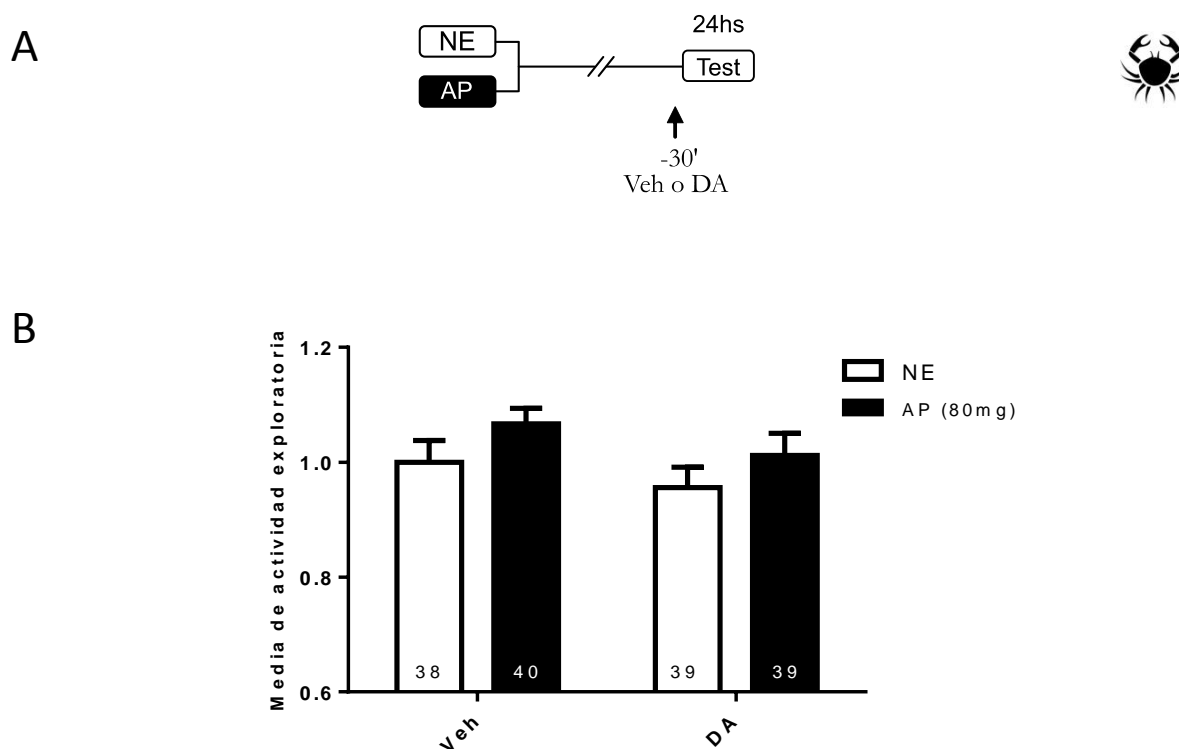 A
NE
AP
24hs
Test
-30'
Veh o DA
B
Media de actividad exploratoria
1.2
1.0
0.8
0.6
38
40
39
39
Veh
DA
NE
AP (80mg)